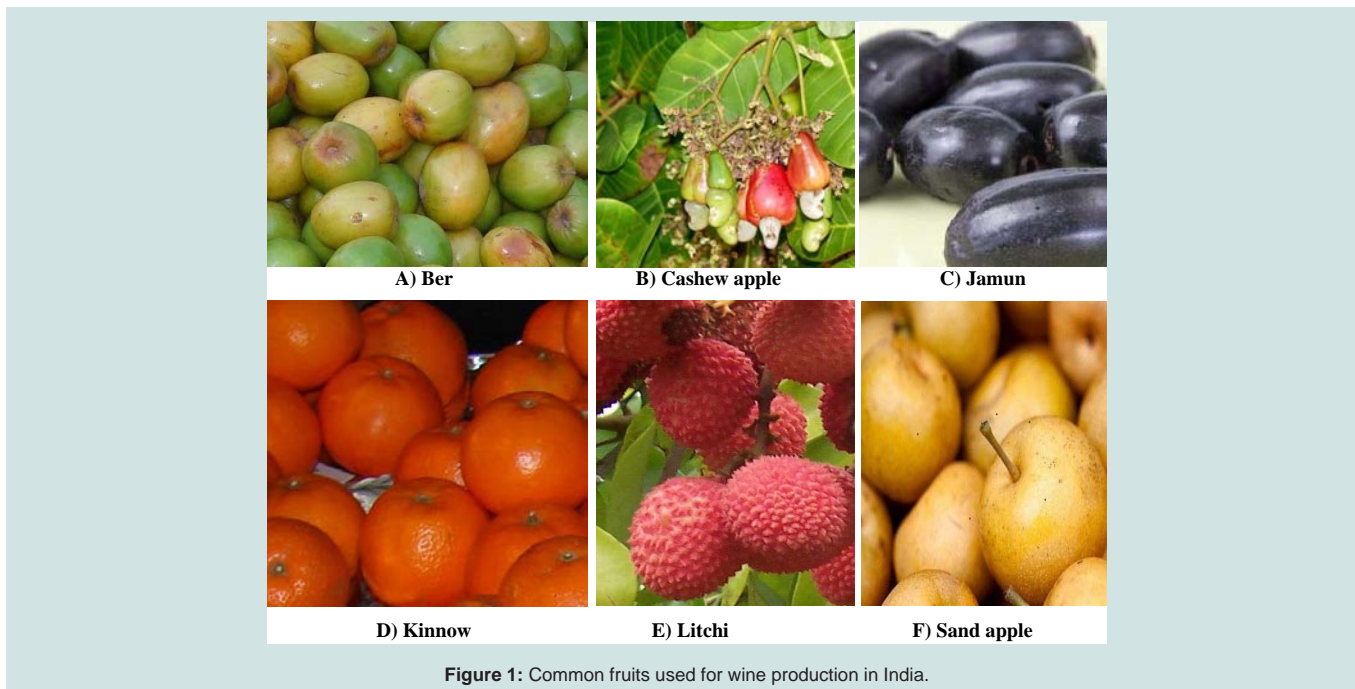 A) Ber
B) Cashew apple
C) Jamun
D) Kinnow
E) Litchi
F) Sand apple
Figure 1: Common fruits used for wine production in India.